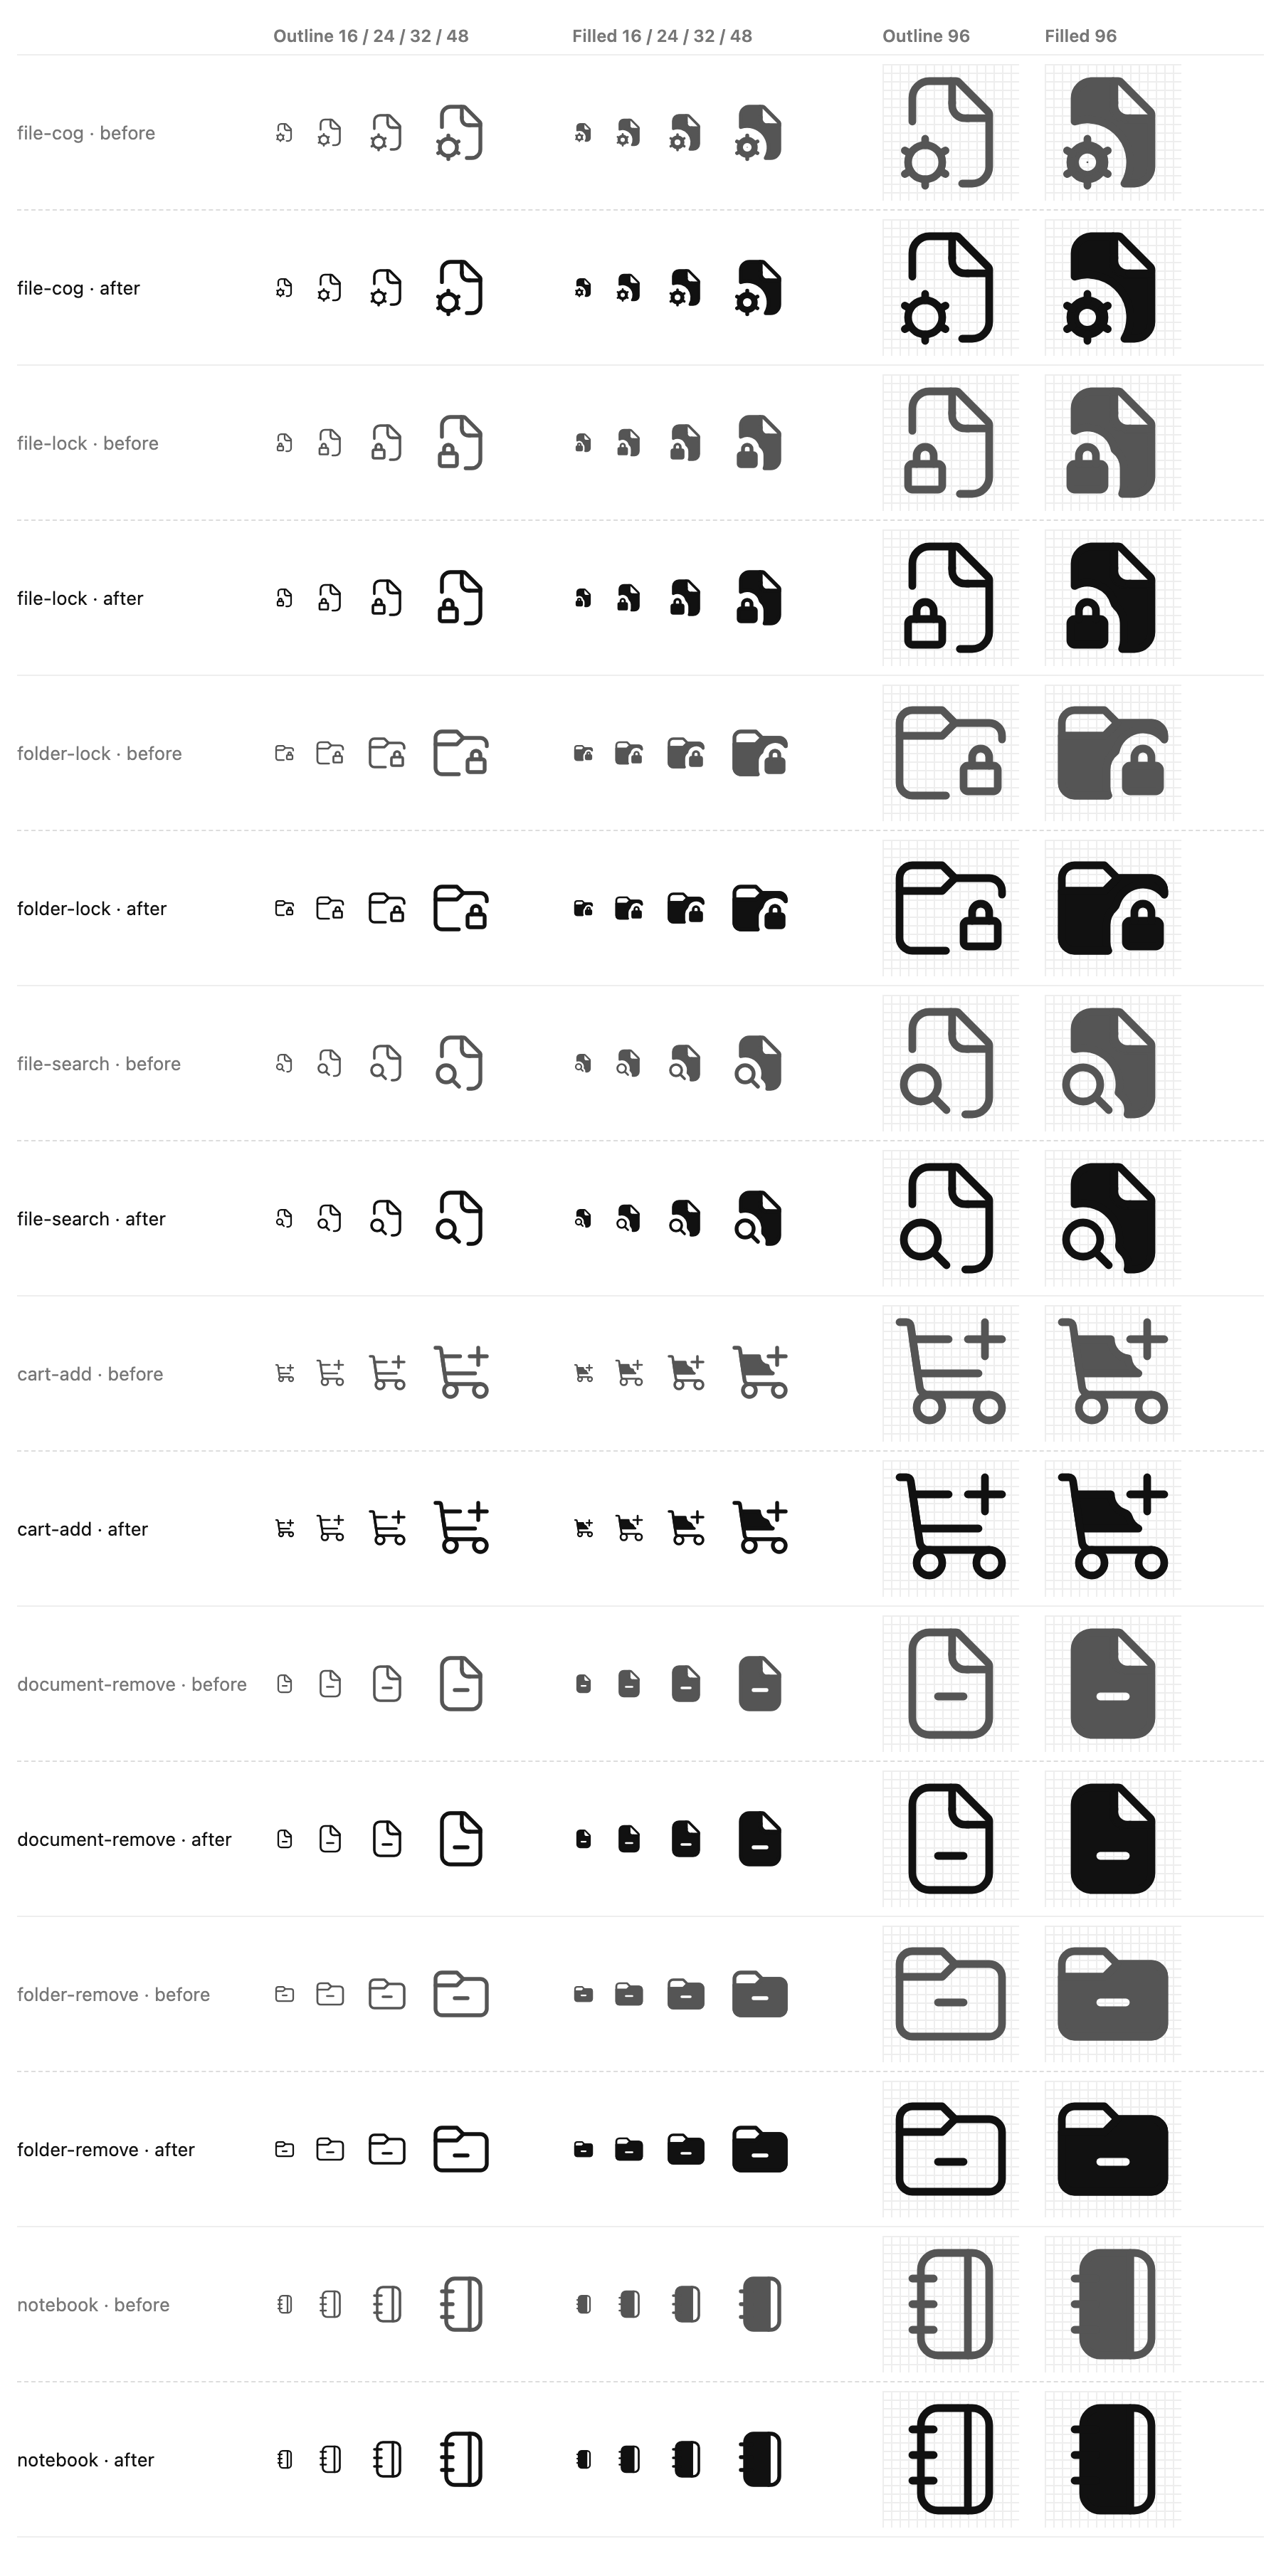 Outline 16 / 24 / 32 / 48 Filled 16 / 24 / 32 / 48 Outline 96 Filled 96
file-cog · before
file-cog · after
file-lock · before
file-lock · after
folder-lock · before
folder-lock · after
file-search · before
file-search · after
cart-add · before
cart-add · after
document-remove · before
document-remove · after
folder-remove · before
folder-remove · after
notebook · before
notebook · after